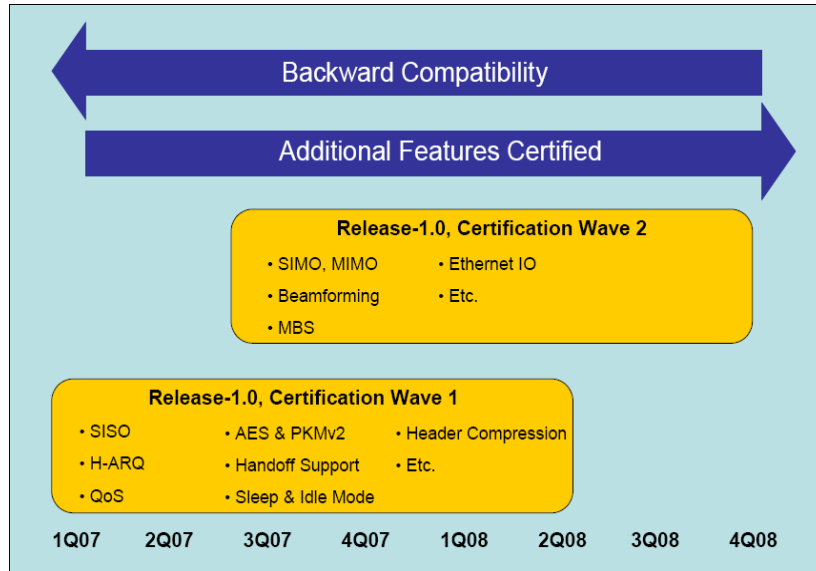 Backward Compatibility
Additional Features Certified
Release-1.0, Certification Wave 2
• SIMO, MIMO • Ethernet IO
• Beamforming • Etc.
• MBS
Release-1.0, Certification Wave 1
• SISO • AES & PKMv2 • Header Compression
• H-ARQ • Handoff Support • Etc.
• QoS • Sleep & Idle Mode
1Q07 2Q07 3Q07 4Q07 1Q08 2Q08 3Q08 4Q08